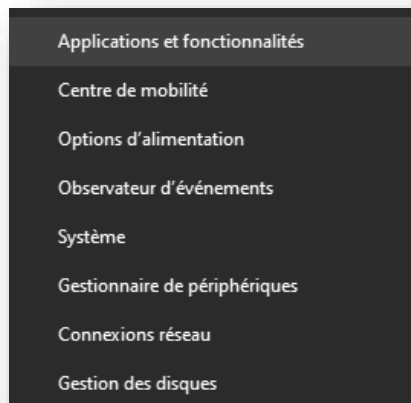 Applications et fonctionnalités
Centre de mobilité
Options d’alimentation
Observateur d’événements
Système
Gestionnaire de périphériques
Connexions réseau
Gestion des disques